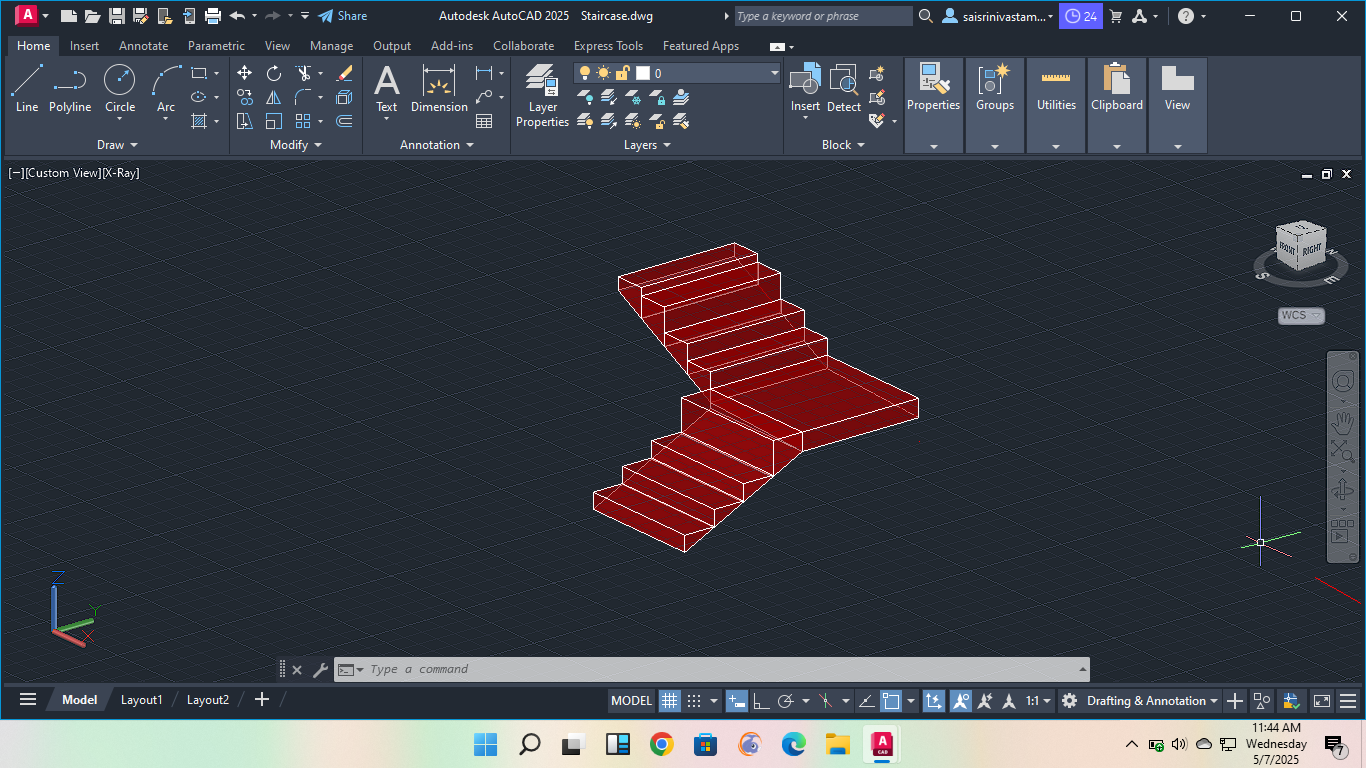 A Share Autodesk AutoCAD 2025 Staircase.dwg Type a keyword or phrase saisrinivastam... 24
Home Insert Annotate Parametric View Manage Output Add-ins Collaborate Express Tools Featured Apps
0
Line Polyline Circle Arc Text Dimension Layer Properties Insert Detect Properties Groups Utilities Clipboard View
Draw Modify Annotation Layers Block
[−][Custom View][X-Ray]
FRONT RIGHT
S E
WCS
Z
Y
X
Type a command
Model Layout1 Layout2 MODEL 1:1 Drafting & Annotation
A CAD
11:44 AM
Wednesday
5/7/2025
7